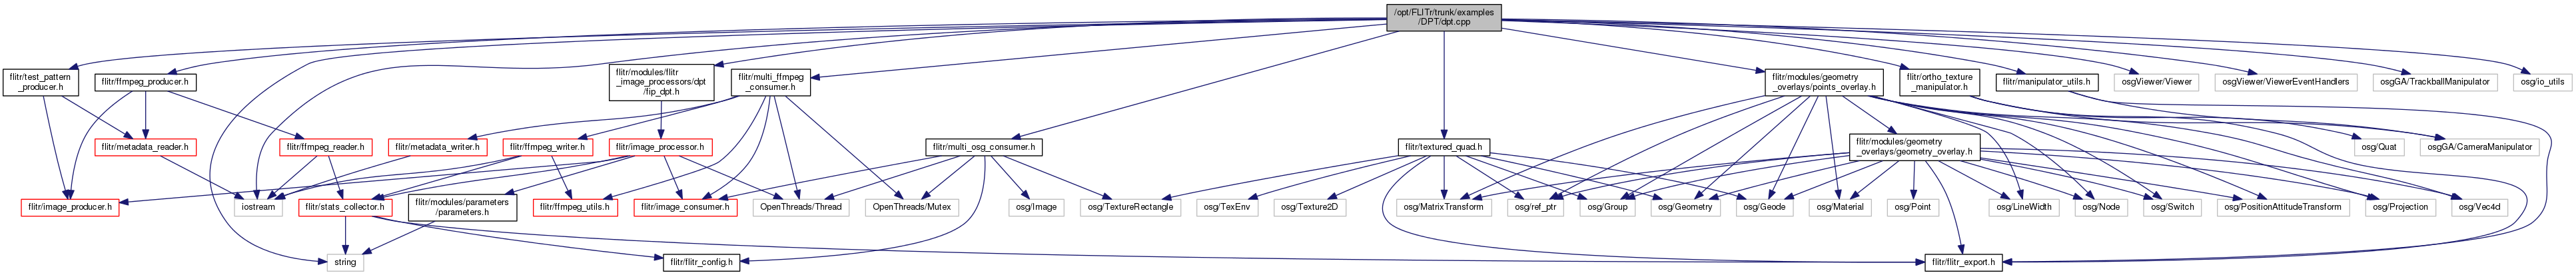 /opt/FLITr/trunk/examples
/DPT/dpt.cpp
flitr/test_pattern
_producer.h
flitr/ffmpeg_producer.h
flitr/modules/flitr
_image_processors/dpt
/fip_dpt.h
flitr/multi_ffmpeg
_consumer.h
flitr/modules/geometry
_overlays/points_overlay.h
flitr/ortho_texture
_manipulator.h
flitr/manipulator_utils.h
osgViewer/Viewer
osgViewer/ViewerEventHandlers
osgGA/TrackballManipulator
osg/io_utils
flitr/metadata_reader.h
flitr/ffmpeg_reader.h
flitr/metadata_writer.h
flitr/ffmpeg_writer.h
flitr/image_processor.h
flitr/multi_osg_consumer.h
flitr/textured_quad.h
flitr/modules/geometry
_overlays/geometry_overlay.h
osg/Quat
osgGA/CameraManipulator
flitr/image_producer.h
iostream
flitr/stats_collector.h
flitr/modules/parameters
/parameters.h
flitr/ffmpeg_utils.h
flitr/image_consumer.h
OpenThreads/Thread
OpenThreads/Mutex
osg/Image
osg/TextureRectangle
osg/TexEnv
osg/Texture2D
osg/MatrixTransform
osg/ref_ptr
osg/Group
osg/Geometry
osg/Geode
osg/Material
osg/Point
osg/LineWidth
osg/Node
osg/Switch
osg/PositionAttitudeTransform
osg/Projection
osg/Vec4d
string
flitr/flitr_config.h
flitr/flitr_export.h